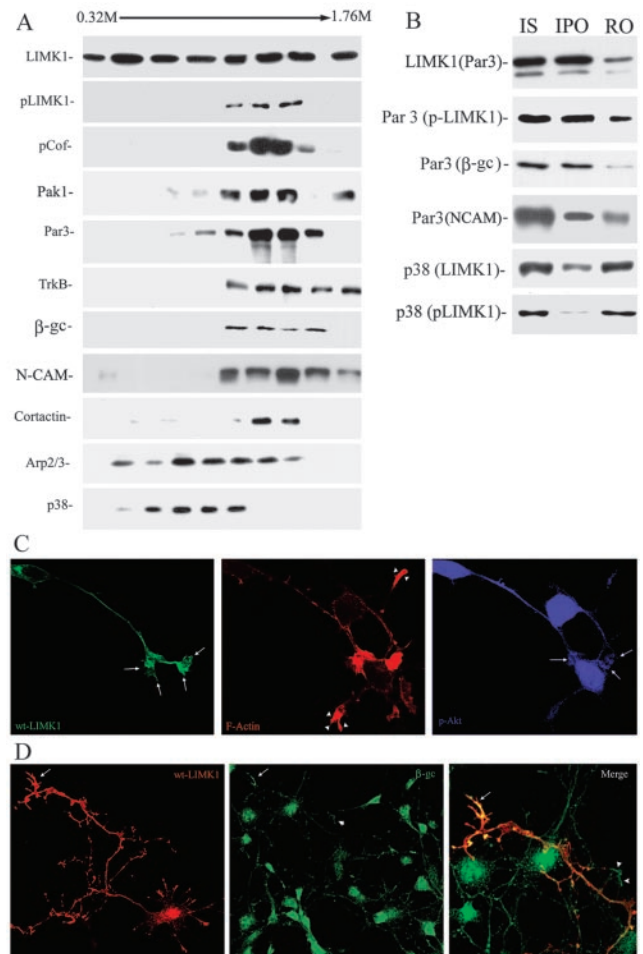 A
0.32M
1.76M
LIMK1-
pLIMK1-
pCof-
Pak1-
Par3-
TrkB-
β-gc-
N-CAM-
Cortactin-
Arp2/3-
p38-
B
IS IPO RO
LIMK1(Par3)-
Par 3 (p-LIMK1)-
Par3 (β-gc)-
Par3(NCAM)-
p38 (LIMK1)-
p38 (pLIMK1)-
C
wt-LIMK1
F-Actin
p-Akt
D
wt-LIMK1
β-gc
Merge